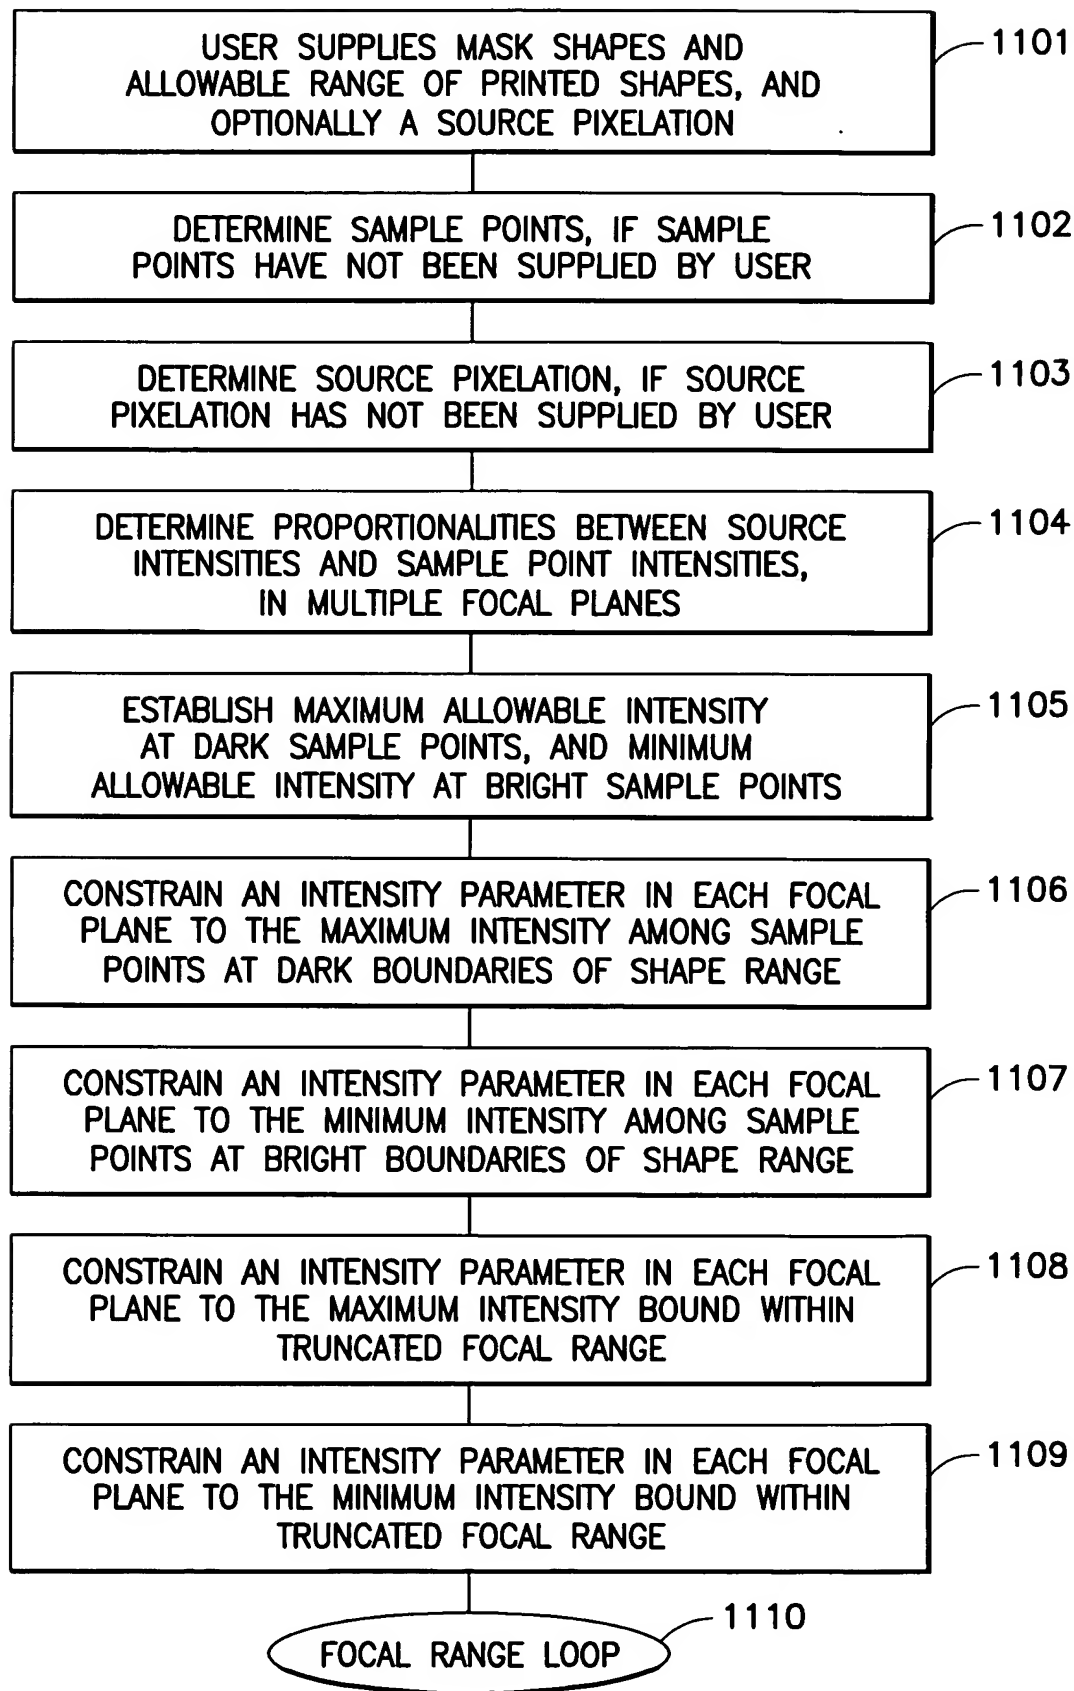 USER SUPPLIES MASK SHAPES AND
ALLOWABLE RANGE OF PRINTED SHAPES, AND
OPTIONALLY A SOURCE PIXELATION
1101
DETERMINE SAMPLE POINTS, IF SAMPLE
POINTS HAVE NOT BEEN SUPPLIED BY USER
1102
DETERMINE SOURCE PIXELATION, IF SOURCE
PIXELATION HAS NOT BEEN SUPPLIED BY USER
1103
DETERMINE PROPORTIONALITIES BETWEEN SOURCE
INTENSITIES AND SAMPLE POINT INTENSITIES,
IN MULTIPLE FOCAL PLANES
1104
ESTABLISH MAXIMUM ALLOWABLE INTENSITY
AT DARK SAMPLE POINTS, AND MINIMUM
ALLOWABLE INTENSITY AT BRIGHT SAMPLE POINTS
1105
CONSTRAIN AN INTENSITY PARAMETER IN EACH FOCAL
PLANE TO THE MAXIMUM INTENSITY AMONG SAMPLE
POINTS AT DARK BOUNDARIES OF SHAPE RANGE
1106
CONSTRAIN AN INTENSITY PARAMETER IN EACH FOCAL
PLANE TO THE MINIMUM INTENSITY AMONG SAMPLE
POINTS AT BRIGHT BOUNDARIES OF SHAPE RANGE
1107
CONSTRAIN AN INTENSITY PARAMETER IN EACH FOCAL
PLANE TO THE MAXIMUM INTENSITY BOUND WITHIN
TRUNCATED FOCAL RANGE
1108
CONSTRAIN AN INTENSITY PARAMETER IN EACH FOCAL
PLANE TO THE MINIMUM INTENSITY BOUND WITHIN
TRUNCATED FOCAL RANGE
1109
FOCAL RANGE LOOP
1110